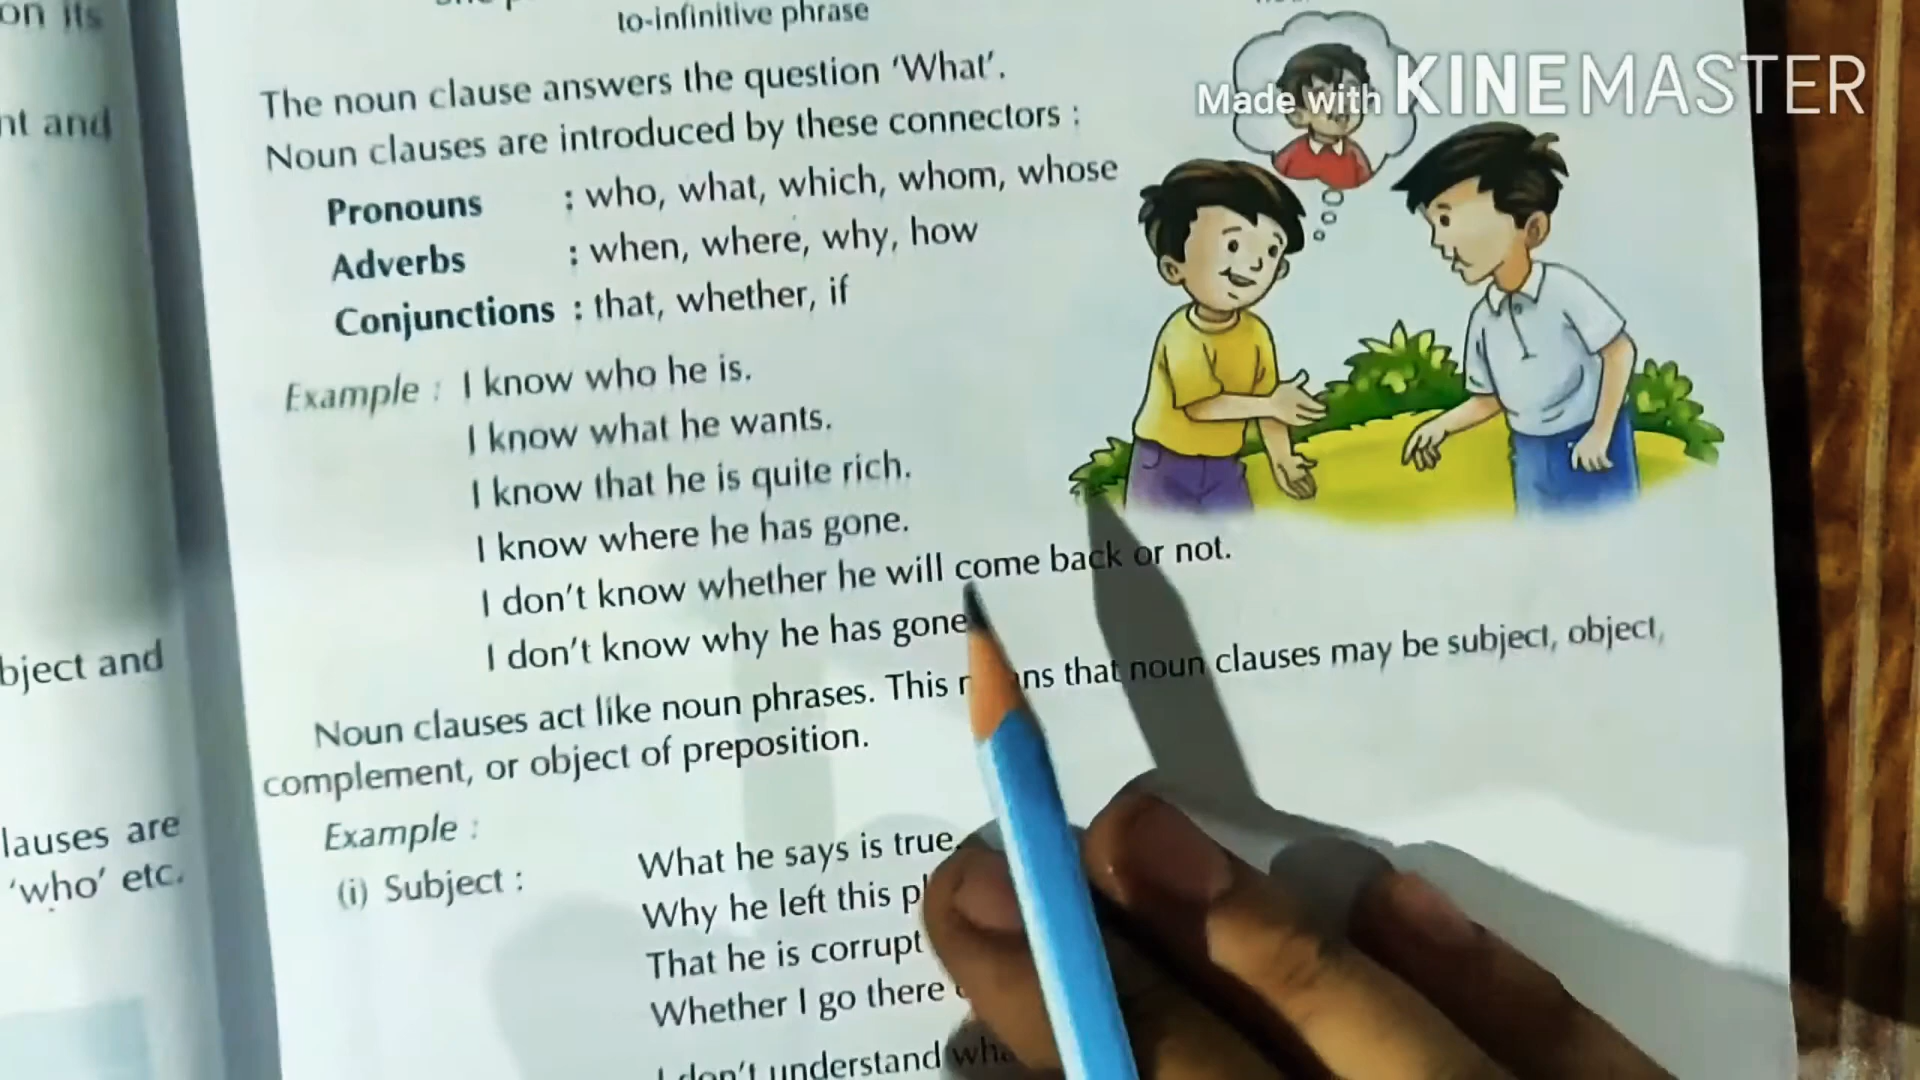 on its
nt and
bject and
lauses are
'who' etc.
to-infinitive phrase
The noun clause answers the question 'What'.
Noun clauses are introduced by these connectors :
Pronouns : who, what, which, whom, whose
Adverbs : when, where, why, how
Conjunctions : that, whether, if
Example : I know who he is.
I know what he wants.
I know that he is quite rich.
I know where he has gone.
I don't know whether he will come back or not.
I don't know why he has gone
Noun clauses act like noun phrases. This that noun clauses may be subject, object,
complement, or object of preposition.
Example :
(i) Subject : What he says is true.
Why he left this
That he is corrupt
Whether I go there
I don't understand
Made with KINEMASTER